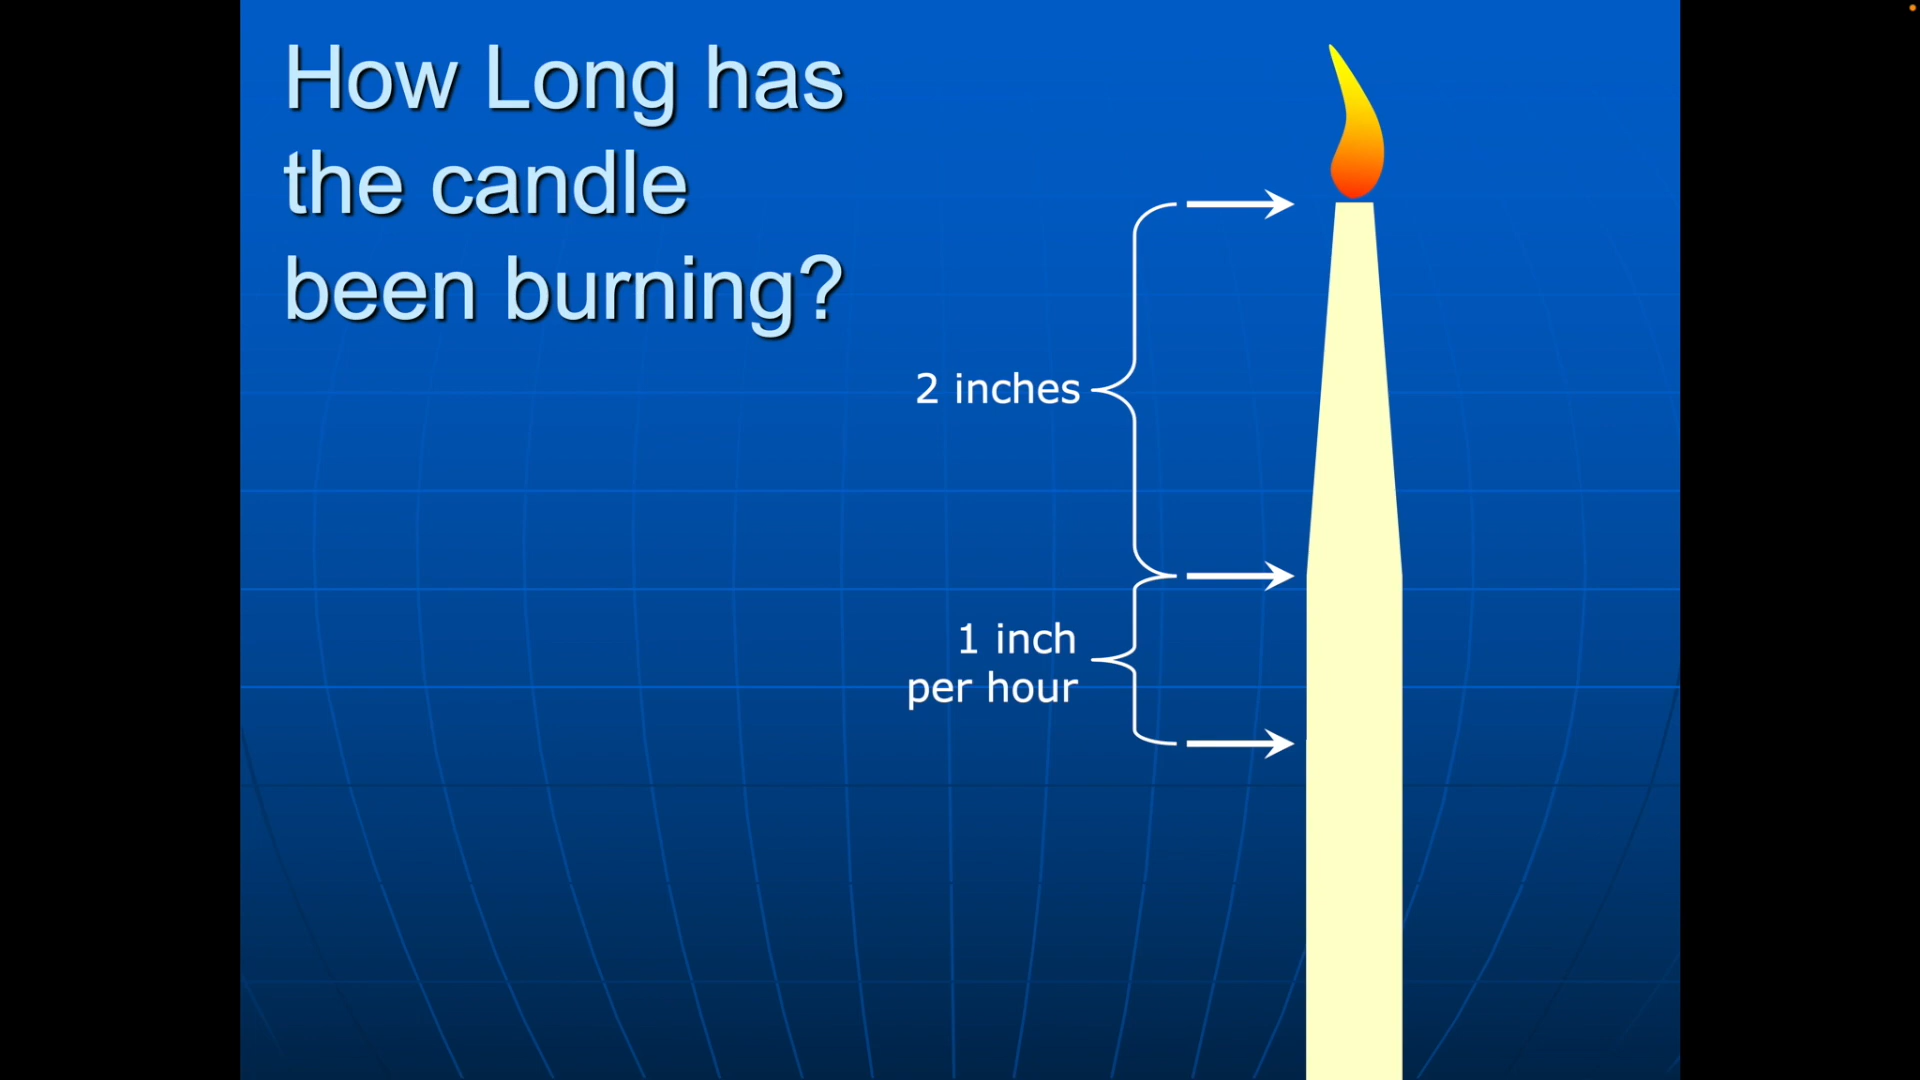 How Long has
the candle
been burning?
2 inches
1 inch
per hour